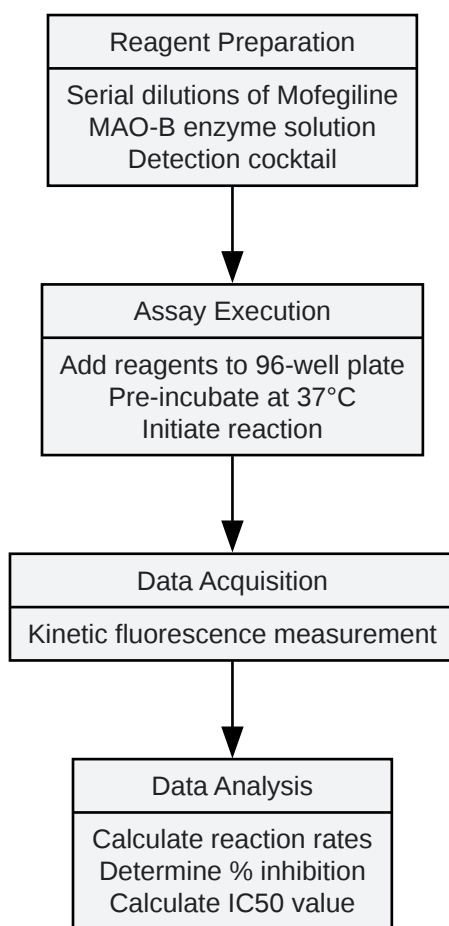 Reagent Preparation
Serial dilutions of Mofegiline
MAO-B enzyme solution
Detection cocktail
Assay Execution
Add reagents to 96-well plate
Pre-incubate at 37°C
Initiate reaction
Data Acquisition
Kinetic fluorescence measurement
Data Analysis
Calculate reaction rates
Determine % inhibition
Calculate IC50 value